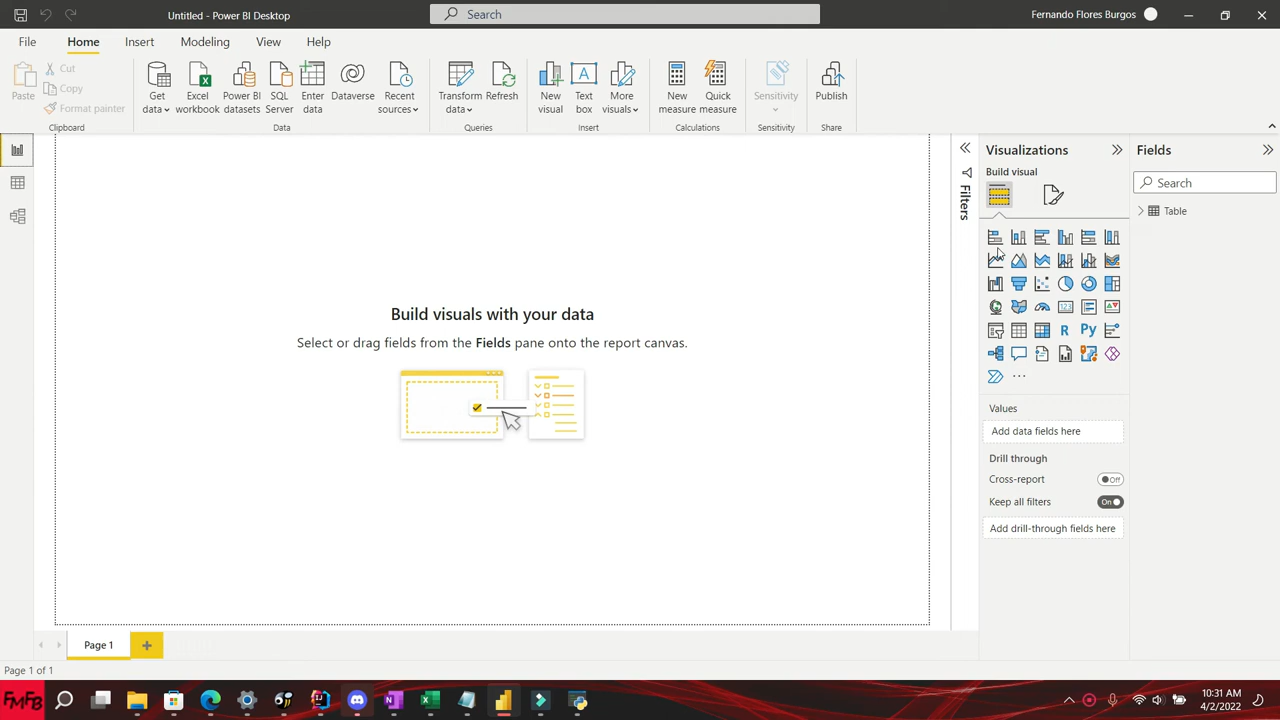 Untitled - Power BI Desktop
Search
Fernando Flores Burgos
File Home Insert Modeling View Help
Paste
Cut
Copy
Format painter
Clipboard
Get data
Excel workbook
Power BI datasets
SQL Server
Enter data
Dataverse
Recent sources
Data
Transform data
Refresh
Queries
New visual
Text box
More visuals
Insert
New measure
Quick measure
Calculations
Sensitivity
Sensitivity
Publish
Share
Filters
Visualizations
Build visual
R
Py
123
Values
Add data fields here
Drill through
Cross-report
Off
Keep all filters
On
Add drill-through fields here
Fields
Search
Table
Build visuals with your data
Select or drag fields from the Fields pane onto the report canvas.
Page 1
Page 1 of 1
FMFB
10:31 AM
4/2/2022